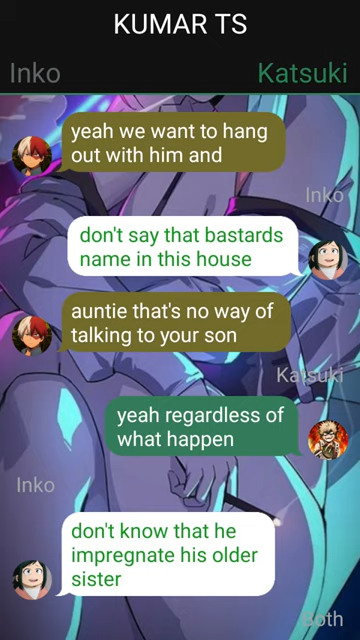 KUMAR TS
Inko
Katsuki
yeah we want to hang
out with him and
Inko
don't say that bastards
name in this house
auntie that's no way of
talking to your son
Katsuki
yeah regardless of
what happen
Inko
don't know that he
impregnate his older
sister
Both